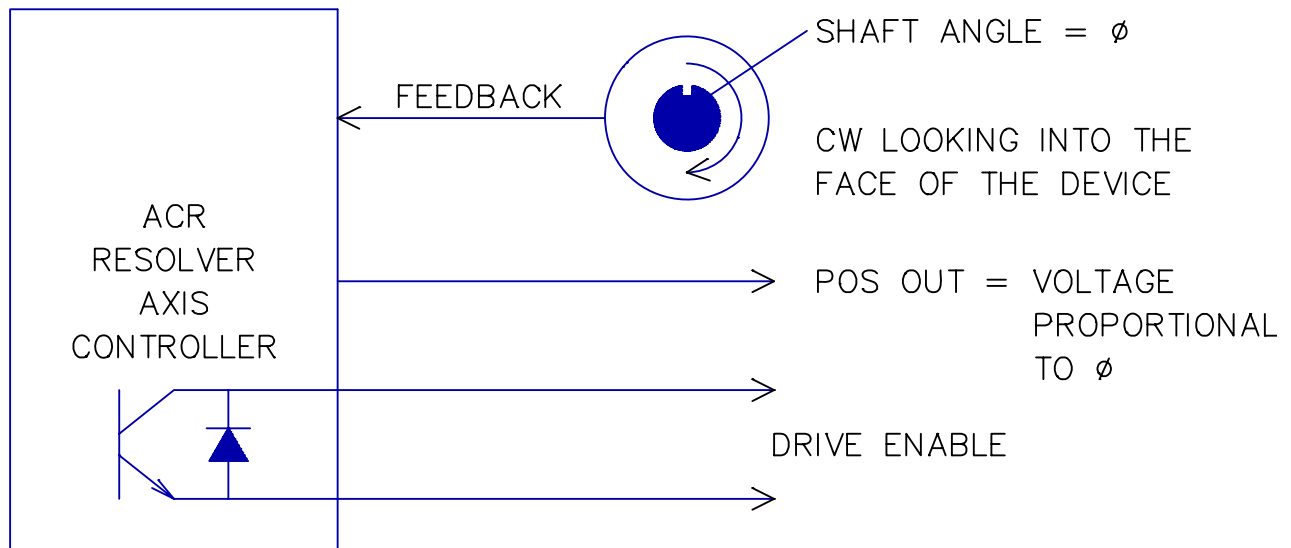 SHAFT ANGLE = ø
FEEDBACK
CW LOOKING INTO THE
FACE OF THE DEVICE
ACR
RESOLVER
AXIS
CONTROLLER
POS OUT = VOLTAGE
PROPORTIONAL
TO ø
DRIVE ENABLE